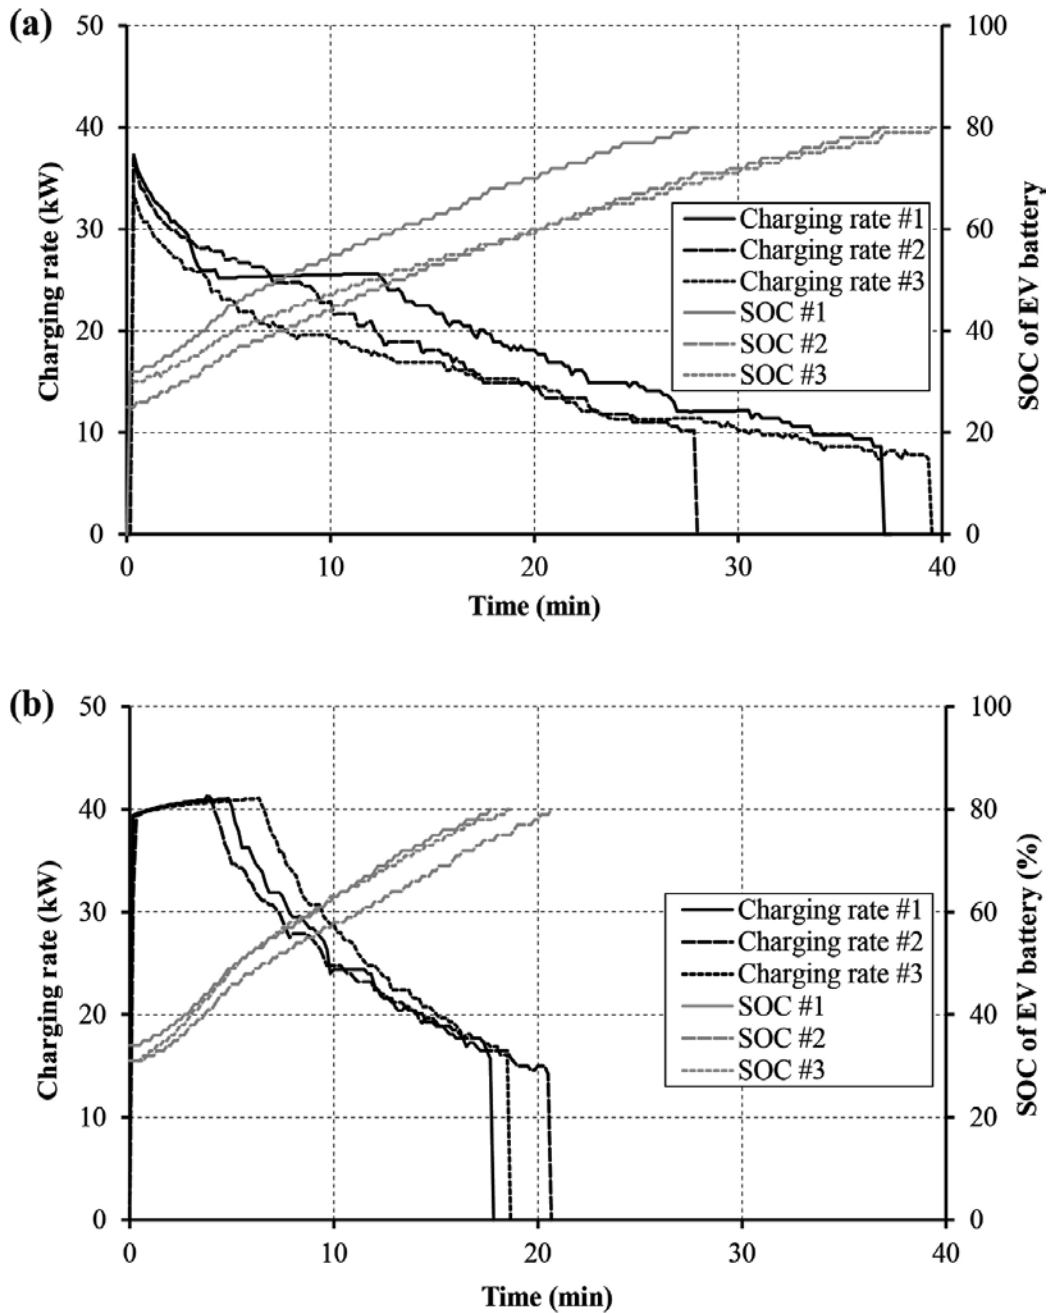 (a)
50
40
30
20
10
0
Charging rate (kW)
100
80
60
40
20
0
SOC of EV battery
Charging rate #1
Charging rate #2
Charging rate #3
SOC #1
SOC #2
SOC #3
0 10 20 30 40
Time (min)
(b)
50
40
30
20
10
0
Charging rate (kW)
100
80
60
40
20
0
SOC of EV battery (%)
Charging rate #1
Charging rate #2
Charging rate #3
SOC #1
SOC #2
SOC #3
0 10 20 30 40
Time (min)